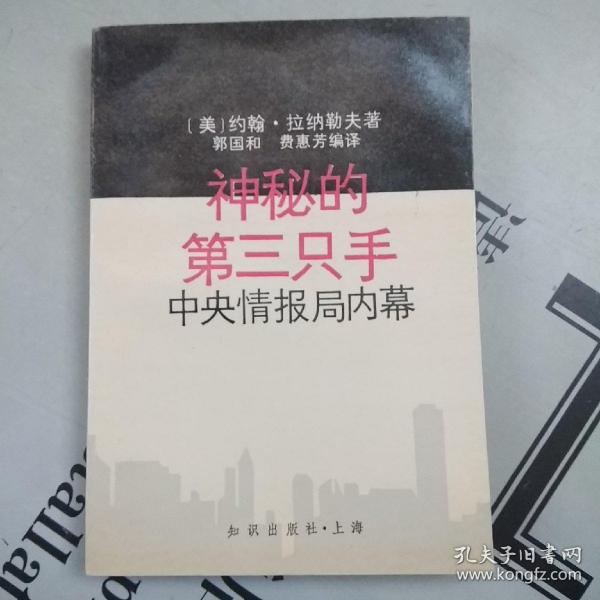 〔美〕约翰·拉纳勒夫著
郭国和 费惠芳编译
神秘的
第三只手
中央情报局内幕
知识出版社·上海
读
孔夫子旧书网
www.kongfz.com